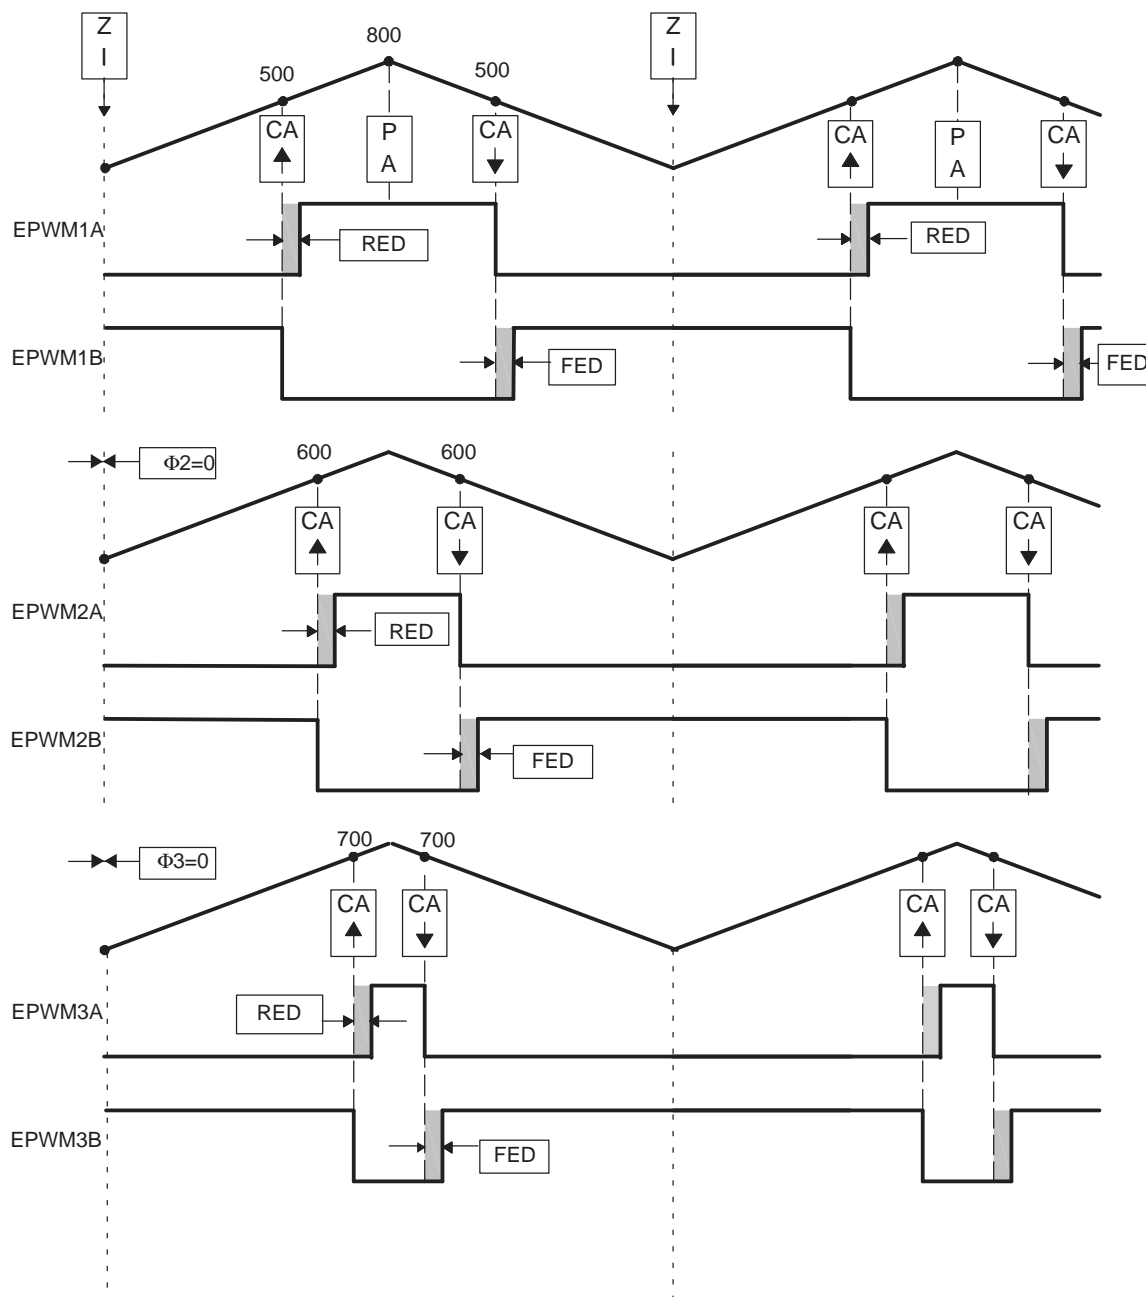 Z
I
800
Z
I
500
500
CA
P
A
CA
CA
P
A
CA
EPWM1A
RED
RED
EPWM1B
FED
FED
Φ2=0
600
600
CA
CA
CA
CA
EPWM2A
RED
EPWM2B
FED
Φ3=0
700
700
CA
CA
CA
CA
EPWM3A
RED
EPWM3B
FED